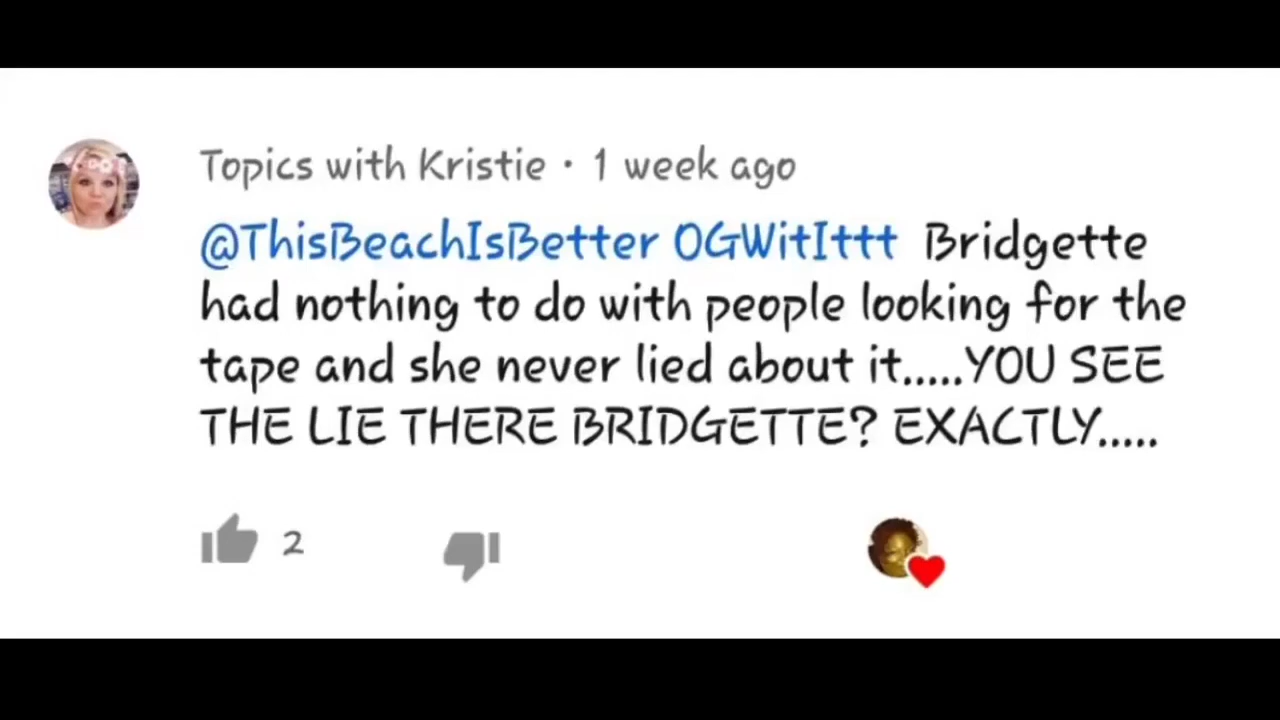 Topics with Kristie · 1 week ago
@ThisBeachIsBetter OGWitIttt Bridgette
had nothing to do with people looking for the
tape and she never lied about it.....YOU SEE
THE LIE THERE BRIDGETTE? EXACTLY.....
2